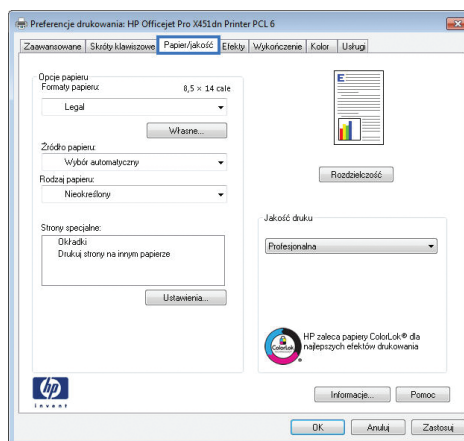 Preferencje drukowania: HP Officejet Pro X451dn Printer PCL 6
Zaawansowane Skróty klawiszowe Papier/jakość Efekty Wykończenie Kolor Usługi
Opcje papieru
Formaty papieru: 8,5 × 14 cale
Legal
Własne...
Źródło papieru:
Wybór automatyczny
Rodzaj papieru:
Nieokreślony
Strony specjalne:
Okładki
Drukuj strony na innym papierze
Ustawienia...
E
Rozdzielczość
Jakość druku
Profesjonalna
ColorLok
HP zaleca papiery ColorLok® dla
najlepszych efektów drukowania
hp
invent
Informacje... Pomoc
OK Anuluj Zastosuj